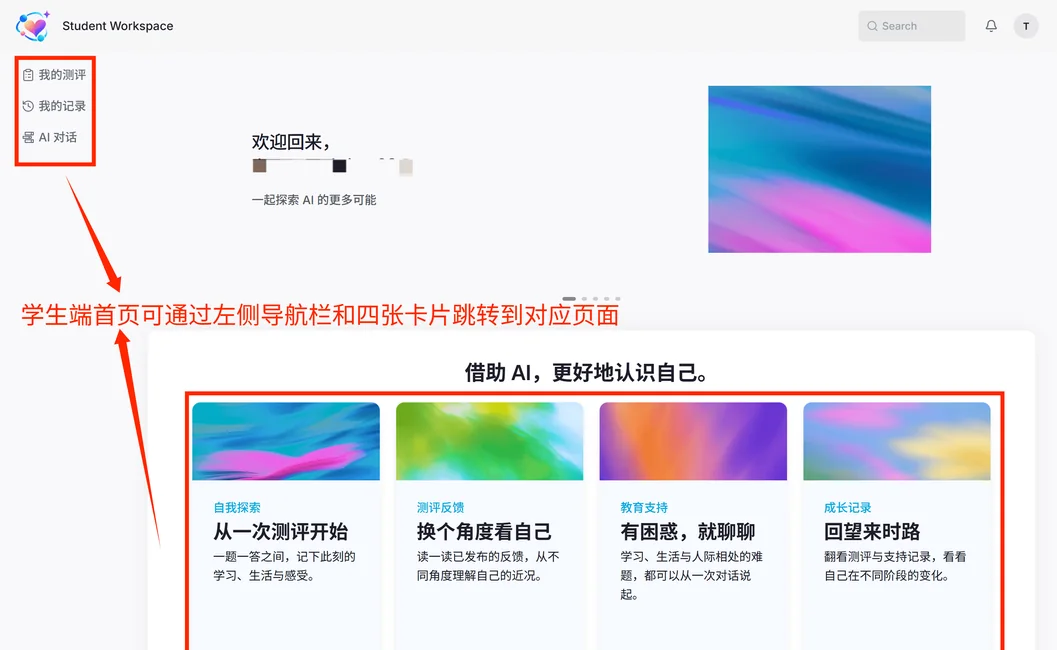 Student Workspace
Search
T
我的测评
我的记录
AI 对话
欢迎回来，
一起探索 AI 的更多可能
学生端首页可通过左侧导航栏和四张卡片跳转到对应页面
借助 AI，更好地认识自己。
自我探索
从一次测评开始
一题一答之间，记下此刻的
学习、生活与感受。
测评反馈
换个角度看自己
读一读已发布的反馈，从不
同角度理解自己的近况。
教育支持
有困惑，就聊聊
学习、生活与人际相处的难
题，都可以从一次对话说
起。
成长记录
回望来时路
翻看测评与支持记录，看看
自己在不同阶段的变化。